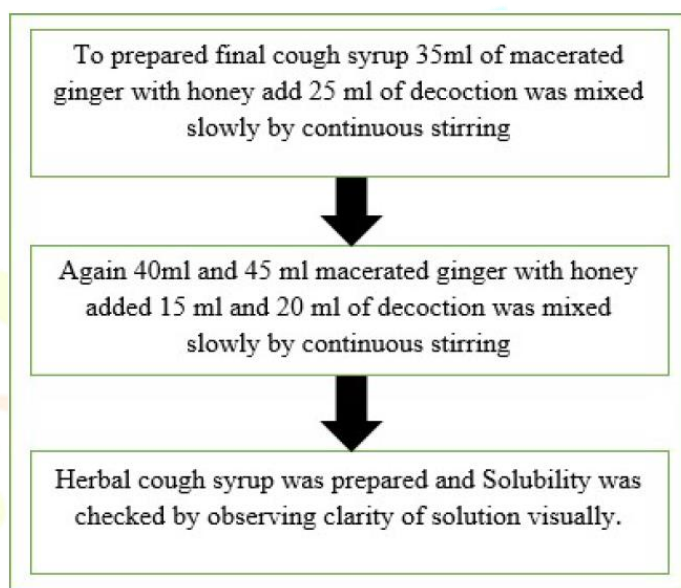 To prepared final cough syrup 35ml of macerated
ginger with honey add 25 ml of decoction was mixed
slowly by continuous stirring
Again 40ml and 45 ml macerated ginger with honey
added 15 ml and 20 ml of decoction was mixed
slowly by continuous stirring
Herbal cough syrup was prepared and Solubility was
checked by observing clarity of solution visually.